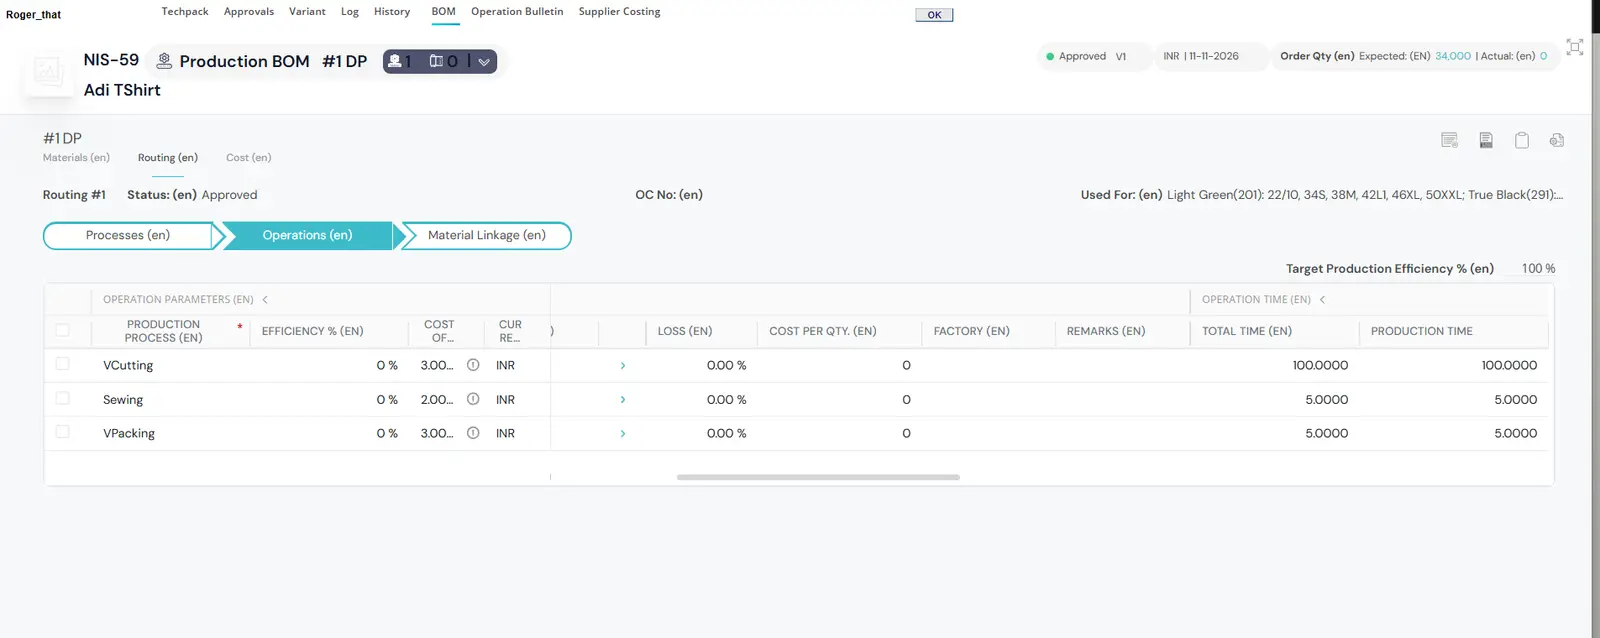 Roger_that
Techpack Approvals Variant Log History BOM Operation Bulletin Supplier Costing
OK
NIS-59 Production BOM #1 DP 1 0 |
Adi TShirt
Approved V1 INR | 11-11-2026 Order Qty (en) Expected: (EN) 34,000 | Actual: (en) 0
#1 DP
Materials (en) Routing (en) Cost (en)
Routing #1 Status: (en) Approved OC No: (en) Used For: (en) Light Green(201): 22/10, 34S, 38M, 42L1, 46XL, 50XXL; True Black(291):...
Processes (en) Operations (en) Material Linkage (en)
Target Production Efficiency % (en) 100 %
OPERATION PARAMETERS (EN) < OPERATION TIME (EN) <
PRODUCTION PROCESS (EN) * EFFICIENCY % (EN) COST OF... CUR RE... ) LOSS (EN) COST PER QTY. (EN) FACTORY (EN) REMARKS (EN) TOTAL TIME (EN) PRODUCTION TIME
VCutting 0 % 3.00... INR > 0.00 % 0 100.0000 100.0000
Sewing 0 % 2.00... INR > 0.00 % 0 5.0000 5.0000
VPacking 0 % 3.00... INR > 0.00 % 0 5.0000 5.0000